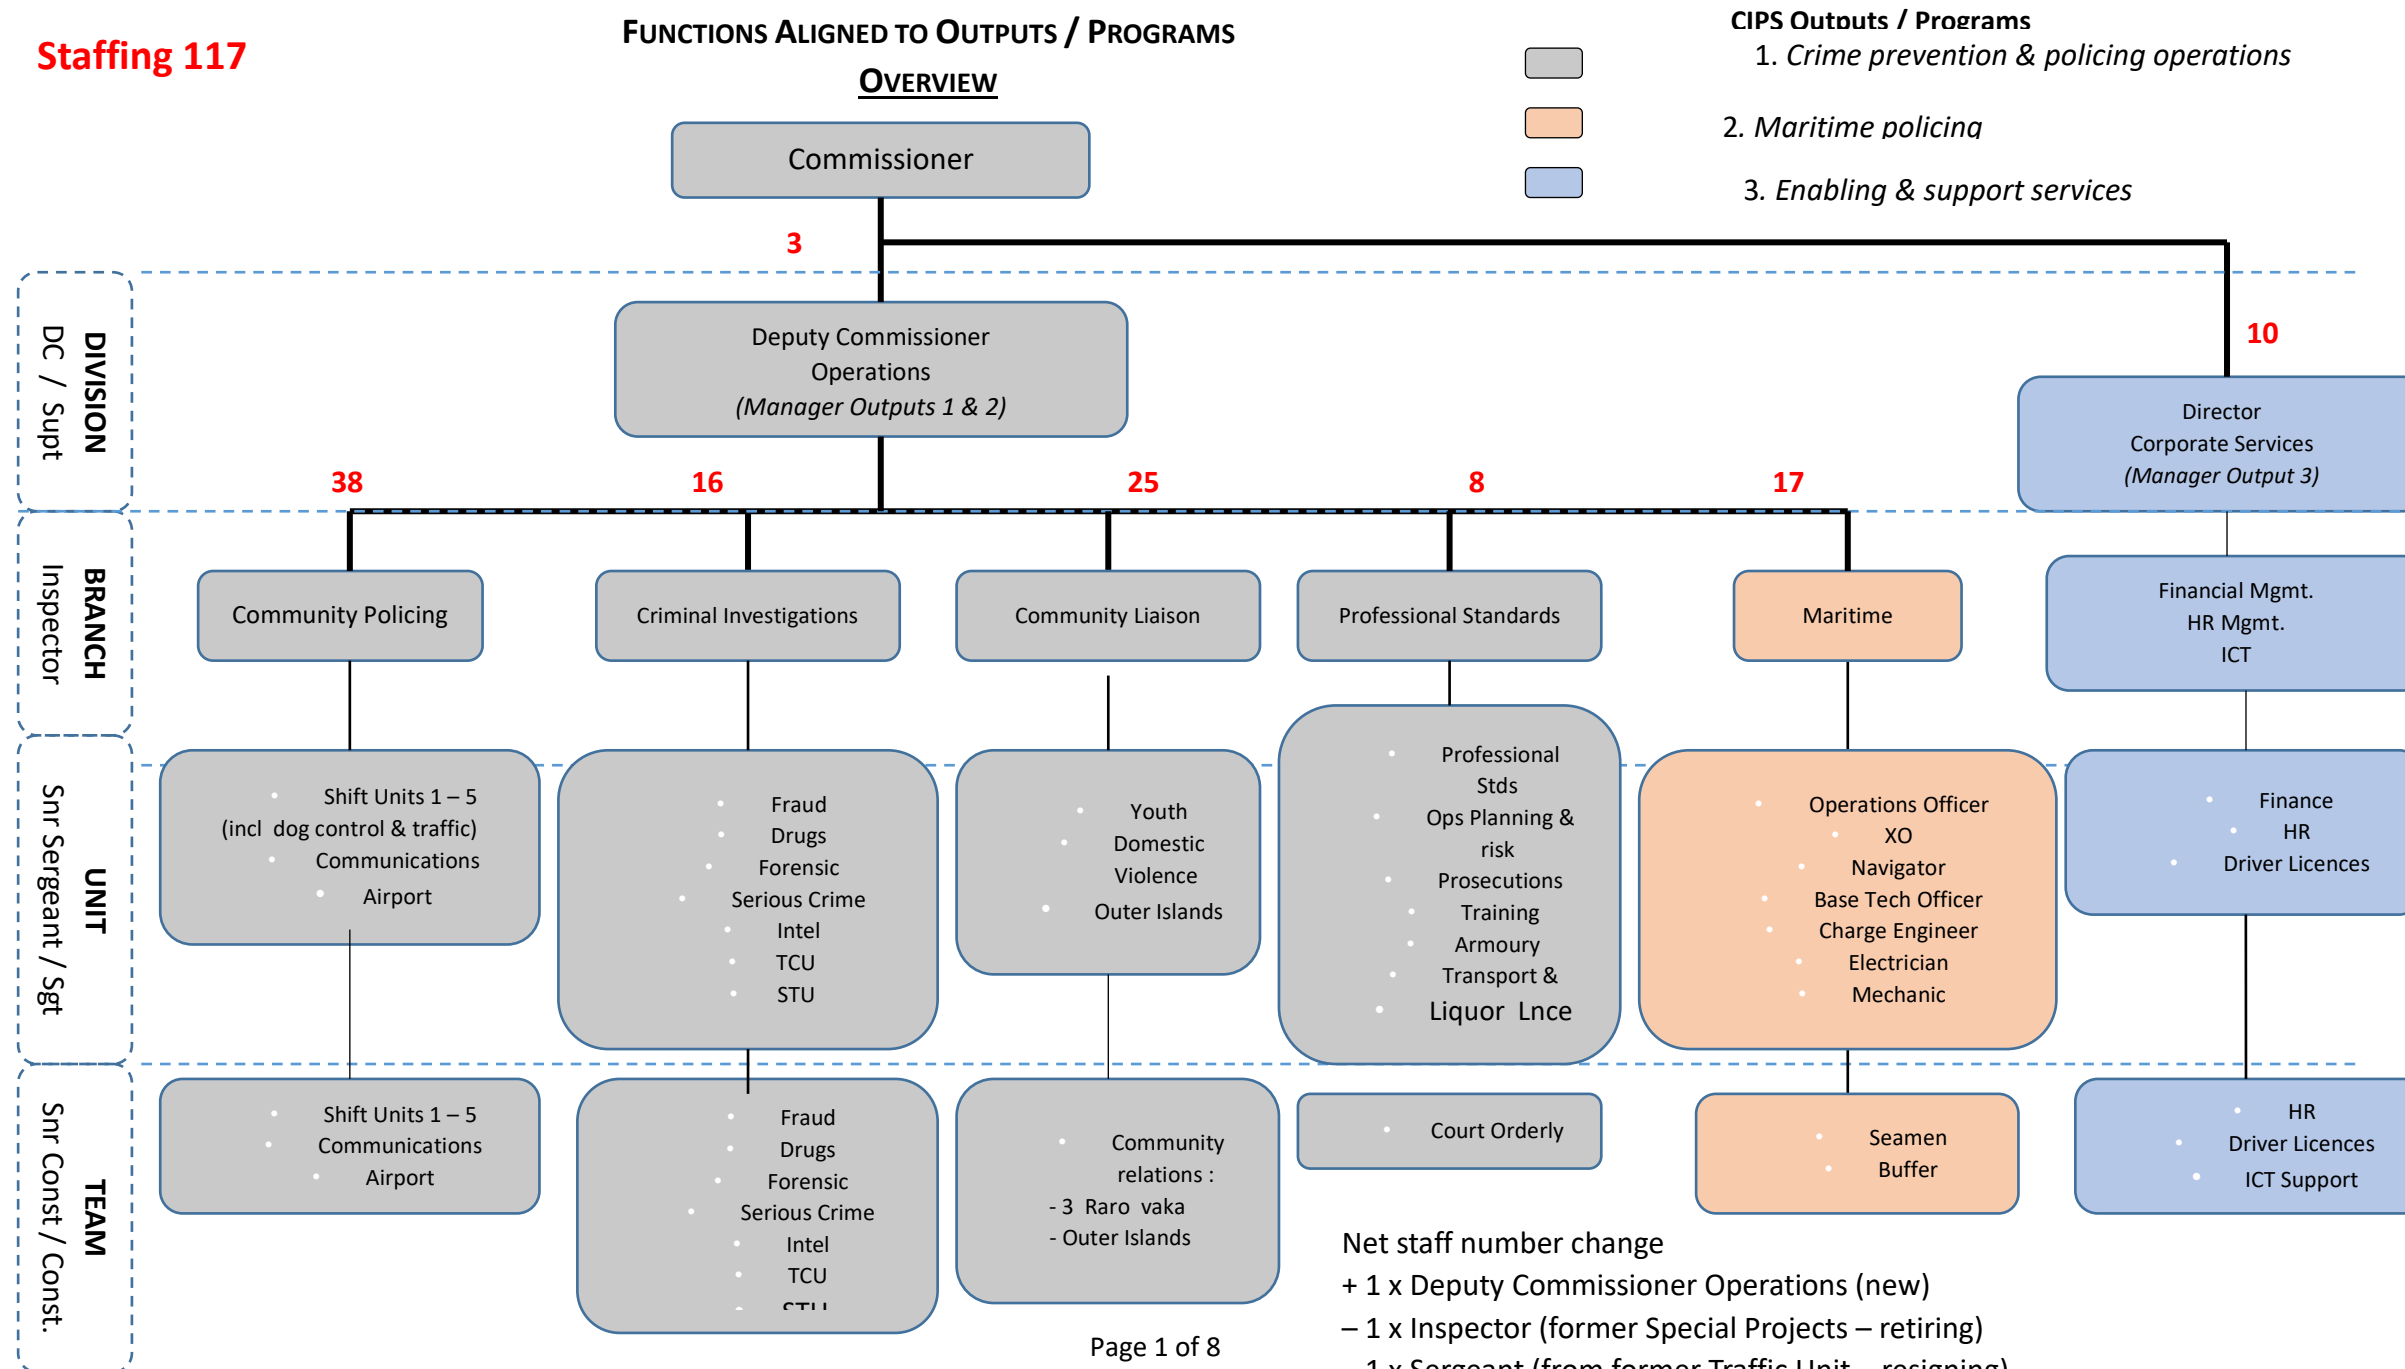 Staffing 117
FUNCTIONS ALIGNED TO OUTPUTS / PROGRAMS
OVERVIEW
CIPS Outputs / Programs
1. Crime prevention & policing operations
2. Maritime policing
3. Enabling & support services
Commissioner
3
10
DIVISION
DC / Supt
Deputy Commissioner
Operations
(Manager Outputs 1 & 2)
Director
Corporate Services
(Manager Output 3)
38
16
25
8
17
BRANCH
Inspector
Community Policing
Criminal Investigations
Community Liaison
Professional Standards
Maritime
Financial Mgmt.
HR Mgmt.
ICT
UNIT
Snr Sergeant / Sgt
• Shift Units 1 – 5
(incl dog control & traffic)
• Communications
• Airport
• Fraud
• Drugs
• Forensic
• Serious Crime
• Intel
• TCU
• STU
• Youth
• Domestic
Violence
• Outer Islands
• Professional
Stds
• Ops Planning &
risk
• Prosecutions
• Training
• Armoury
• Transport &
• Liquor Lnce
• Operations Officer
• XO
• Navigator
• Base Tech Officer
• Charge Engineer
• Electrician
• Mechanic
• Finance
• HR
• Driver Licences
TEAM
Snr Const / Const.
• Shift Units 1 – 5
• Communications
• Airport
• Fraud
• Drugs
• Forensic
• Serious Crime
• Intel
• TCU
• STU
• Community
relations :
- 3 Raro vaka
- Outer Islands
• Court Orderly
• Seamen
• Buffer
• HR
• Driver Licences
• ICT Support
Net staff number change
+ 1 x Deputy Commissioner Operations (new)
– 1 x Inspector (former Special Projects – retiring)
1 x Sergeant (from former Traffic Unit – resigning)
Page 1 of 8